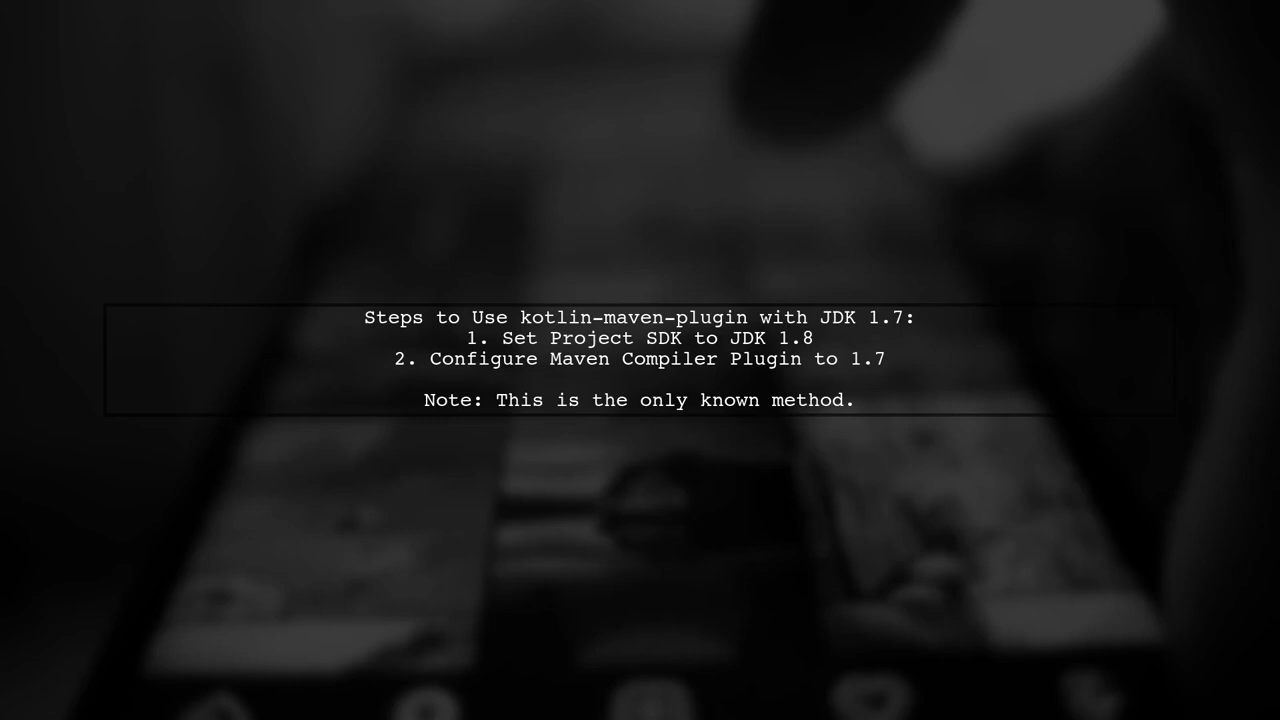 Steps to Use kotlin-maven-plugin with JDK 1.7:
1. Set Project SDK to JDK 1.8
2. Configure Maven Compiler Plugin to 1.7
Note: This is the only known method.